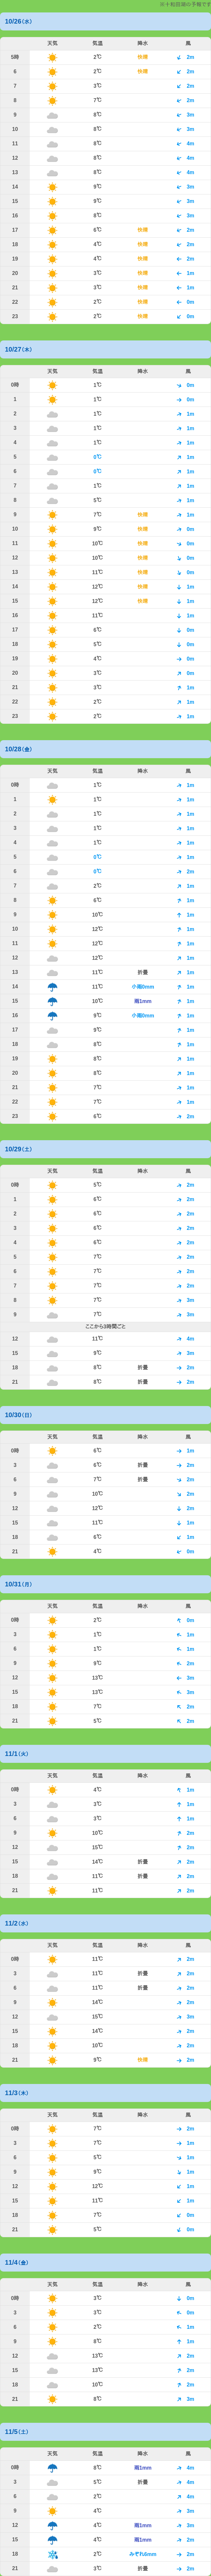 ※十和田湖の予報です
10/26(水)
天気 気温 降水 風
5時 2℃ 快晴 2m
6 2℃ 快晴 2m
7 3℃ 2m
8 7℃ 2m
9 8℃ 3m
10 8℃ 3m
11 8℃ 4m
12 8℃ 4m
13 8℃ 4m
14 9℃ 3m
15 9℃ 3m
16 8℃ 3m
17 6℃ 快晴 2m
18 4℃ 快晴 2m
19 4℃ 快晴 2m
20 3℃ 快晴 1m
21 3℃ 快晴 1m
22 2℃ 快晴 0m
23 2℃ 快晴 0m
10/27(木)
天気 気温 降水 風
0時 1℃ 0m
1 1℃ 0m
2 1℃ 1m
3 1℃ 1m
4 1℃ 1m
5 0℃ 1m
6 0℃ 1m
7 1℃ 1m
8 5℃ 1m
9 7℃ 快晴 1m
10 9℃ 快晴 0m
11 10℃ 快晴 0m
12 10℃ 快晴 0m
13 11℃ 快晴 0m
14 12℃ 快晴 1m
15 12℃ 快晴 1m
16 11℃ 1m
17 6℃ 0m
18 5℃ 0m
19 4℃ 0m
20 3℃ 0m
21 3℃ 1m
22 2℃ 1m
23 2℃ 1m
10/28(金)
天気 気温 降水 風
0時 1℃ 1m
1 1℃ 1m
2 1℃ 1m
3 1℃ 1m
4 1℃ 1m
5 0℃ 1m
6 0℃ 2m
7 2℃ 1m
8 6℃ 1m
9 10℃ 1m
10 12℃ 1m
11 12℃ 1m
12 12℃ 1m
13 11℃ 折畳 1m
14 11℃ 小雨0mm 1m
15 10℃ 雨1mm 1m
16 9℃ 小雨0mm 1m
17 9℃ 1m
18 8℃ 1m
19 8℃ 1m
20 8℃ 1m
21 7℃ 1m
22 7℃ 1m
23 6℃ 2m
10/29(土)
天気 気温 降水 風
0時 5℃ 2m
1 6℃ 2m
2 6℃ 2m
3 6℃ 2m
4 6℃ 2m
5 7℃ 2m
6 7℃ 2m
7 7℃ 2m
8 7℃ 3m
9 7℃ 3m
ここから3時間ごと
12 11℃ 4m
15 9℃ 3m
18 8℃ 折畳 2m
21 8℃ 折畳 2m
10/30(日)
天気 気温 降水 風
0時 6℃ 1m
3 6℃ 折畳 2m
6 7℃ 折畳 2m
9 10℃ 2m
12 12℃ 2m
15 11℃ 1m
18 6℃ 1m
21 4℃ 0m
10/31(月)
天気 気温 降水 風
0時 2℃ 0m
3 1℃ 1m
6 1℃ 1m
9 9℃ 2m
12 13℃ 3m
15 13℃ 3m
18 7℃ 2m
21 5℃ 2m
11/1(火)
天気 気温 降水 風
0時 4℃ 1m
3 3℃ 1m
6 3℃ 1m
9 10℃ 2m
12 15℃ 2m
15 14℃ 折畳 2m
18 11℃ 折畳 2m
21 11℃ 2m
11/2(水)
天気 気温 降水 風
0時 11℃ 2m
3 11℃ 折畳 2m
6 11℃ 折畳 2m
9 14℃ 2m
12 15℃ 3m
15 14℃ 2m
18 10℃ 2m
21 9℃ 快晴 2m
11/3(木)
天気 気温 降水 風
0時 7℃ 2m
3 7℃ 1m
6 5℃ 1m
9 9℃ 1m
12 12℃ 1m
15 11℃ 1m
18 7℃ 0m
21 5℃ 0m
11/4(金)
天気 気温 降水 風
0時 3℃ 0m
3 3℃ 0m
6 2℃ 1m
9 8℃ 1m
12 13℃ 2m
15 13℃ 2m
18 10℃ 2m
21 8℃ 3m
11/5(土)
天気 気温 降水 風
0時 8℃ 雨1mm 4m
3 5℃ 折畳 4m
6 2℃ 4m
9 4℃ 3m
12 4℃ 雨1mm 3m
15 4℃ 雨1mm 2m
18 2℃ みぞれ6mm 2m
21 3℃ 折畳 2m